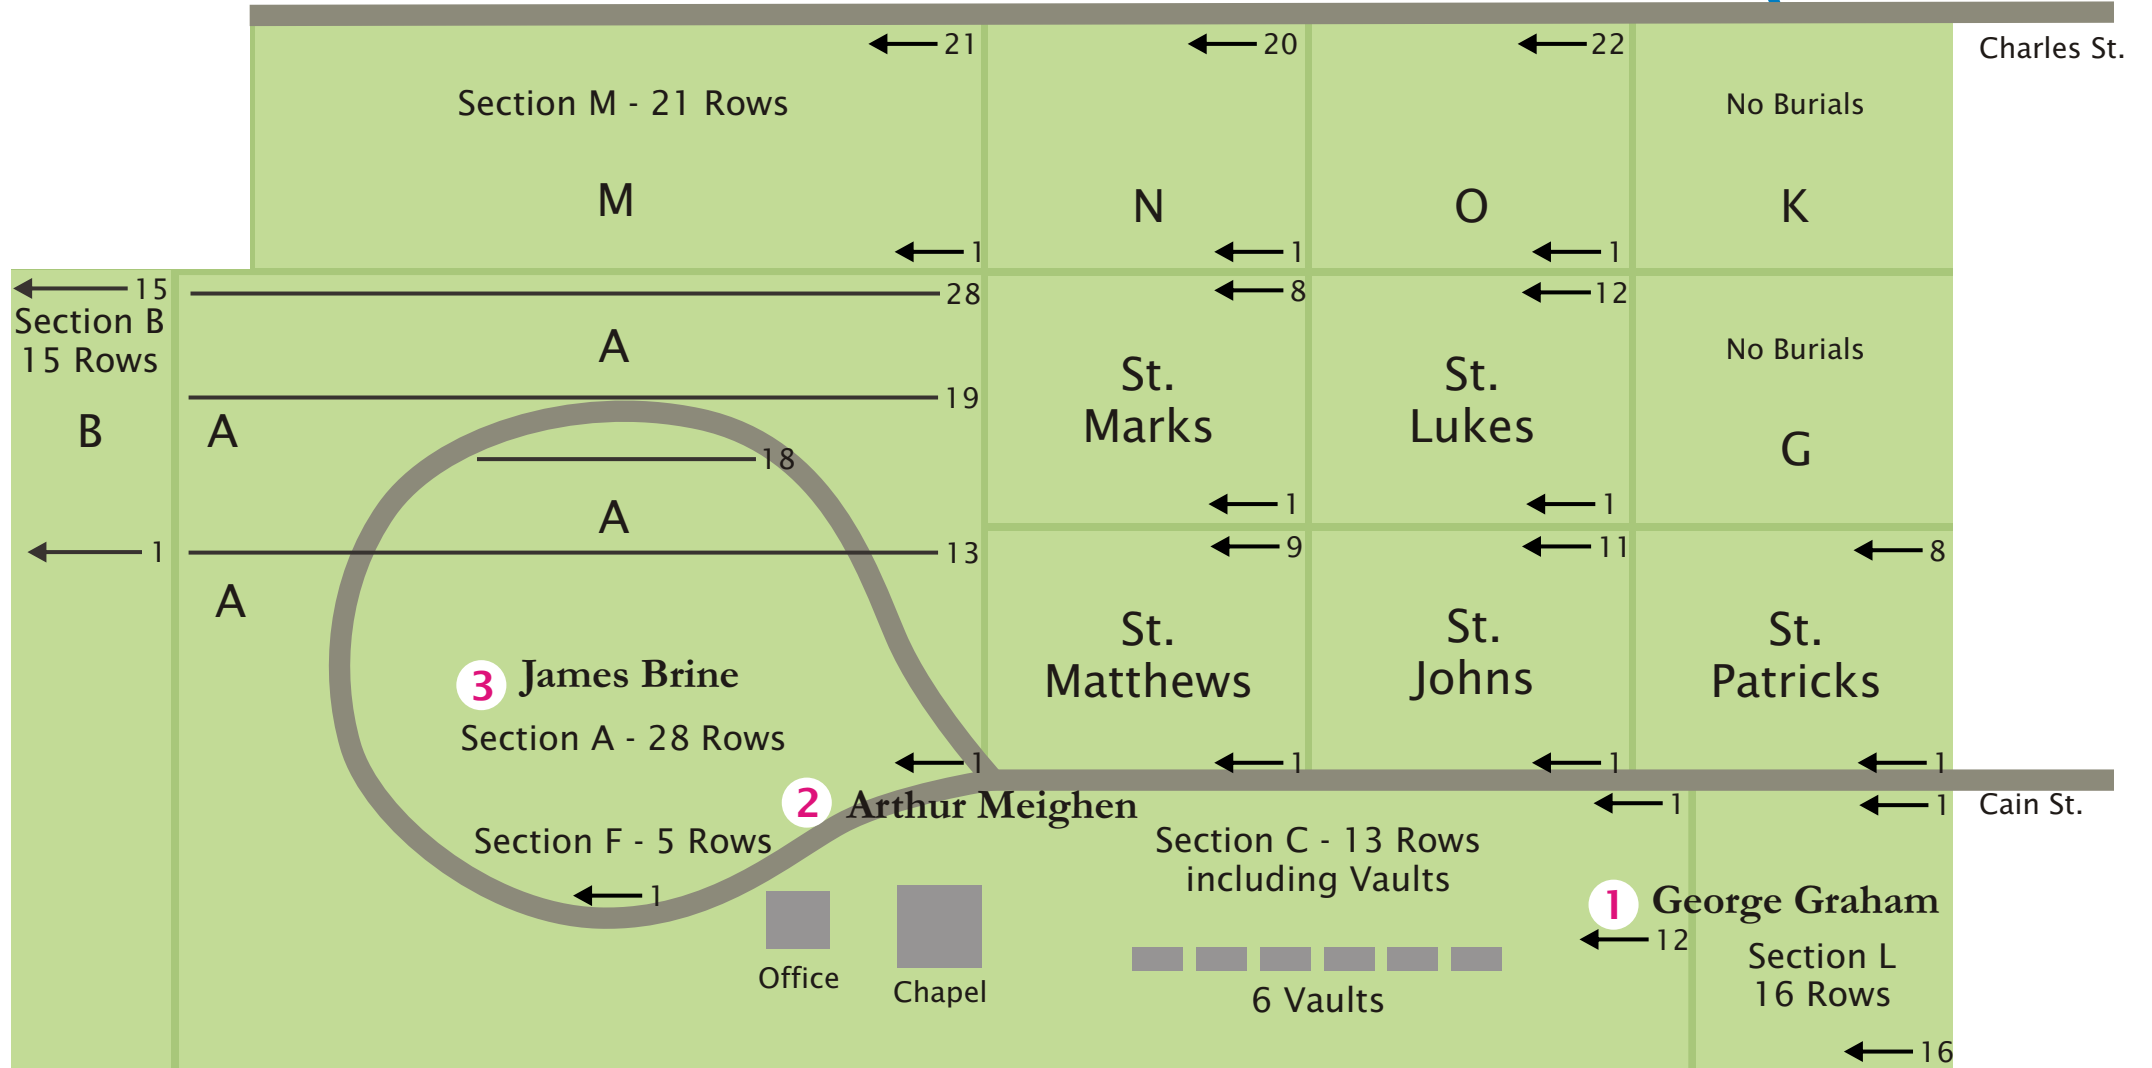 21
20
22
Charles St.
Section M - 21 Rows
No Burials
M
N
O
K
1
1
1
15
28
8
12
Section B
15 Rows
A
No Burials
St.
Marks
St.
Lukes
19
B
A
G
18
A
1
1
1
13
9
11
8
A
St.
Matthews
St.
Johns
St.
Patricks
3 James Brine
Section A - 28 Rows
1
1
1
1
2 Arthur Meighen
1
1
Cain St.
Section F - 5 Rows
Section C - 13 Rows
including Vaults
1
1 George Graham
12
Section L
16 Rows
Office
Chapel
6 Vaults
16